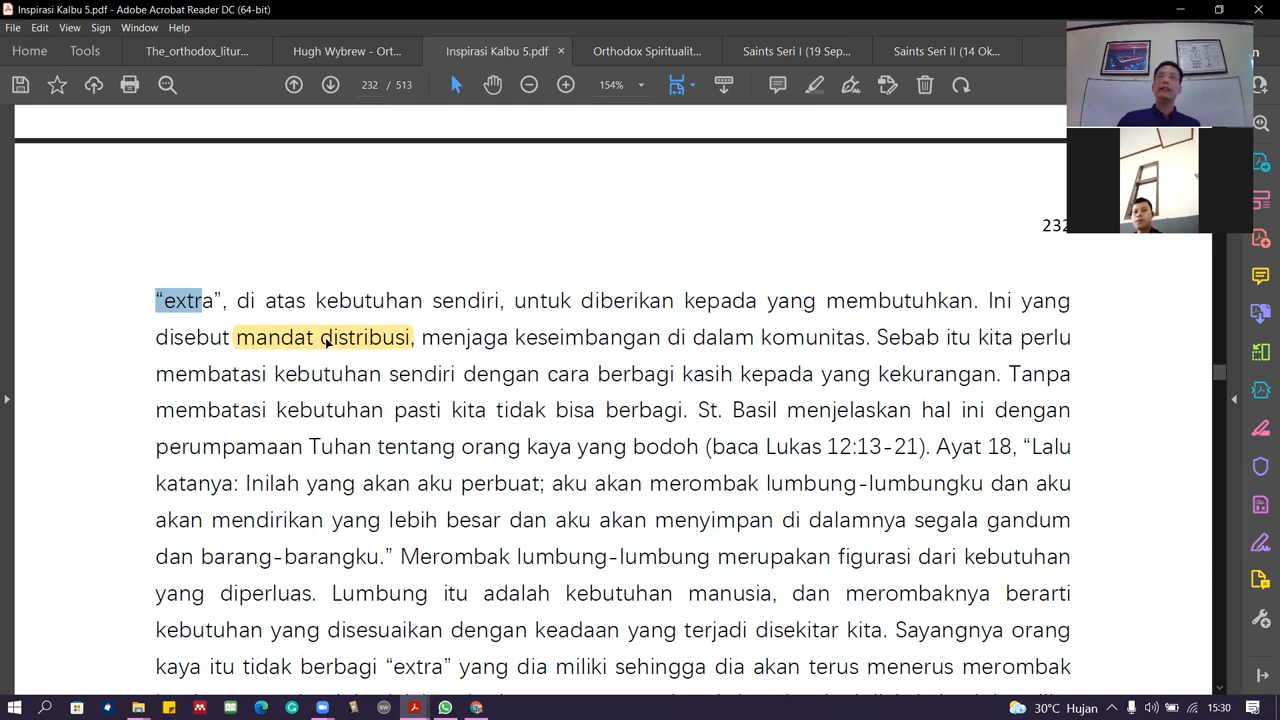 Inspirasi Kalbu 5.pdf - Adobe Acrobat Reader DC (64-bit)
File Edit View Sign Window Help
Home Tools The_orthodox_litur... Hugh Wybrew - Ort... Inspirasi Kalbu 5.pdf × Orthodox Spiritualit... Saints Seri I (19 Sep... Saints Seri II (14 Ok...
232 / 513 154%
232
“extra”, di atas kebutuhan sendiri, untuk diberikan kepada yang membutuhkan. Ini yang
disebut mandat distribusi, menjaga keseimbangan di dalam komunitas. Sebab itu kita perlu
membatasi kebutuhan sendiri dengan cara berbagi kasih kepada yang kekurangan. Tanpa
membatasi kebutuhan pasti kita tidak bisa berbagi. St. Basil menjelaskan hal ini dengan
perumpamaan Tuhan tentang orang kaya yang bodoh (baca Lukas 12:13-21). Ayat 18, “Lalu
katanya: Inilah yang akan aku perbuat; aku akan merombak lumbung-lumbungku dan aku
akan mendirikan yang lebih besar dan aku akan menyimpan di dalamnya segala gandum
dan barang-barangku.” Merombak lumbung-lumbung merupakan figurasi dari kebutuhan
yang diperluas. Lumbung itu adalah kebutuhan manusia, dan merombaknya berarti
kebutuhan yang disesuaikan dengan keadaan yang terjadi disekitar kita. Sayangnya orang
kaya itu tidak berbagi “extra” yang dia miliki sehingga dia akan terus menerus merombak
30°C Hujan 15:30